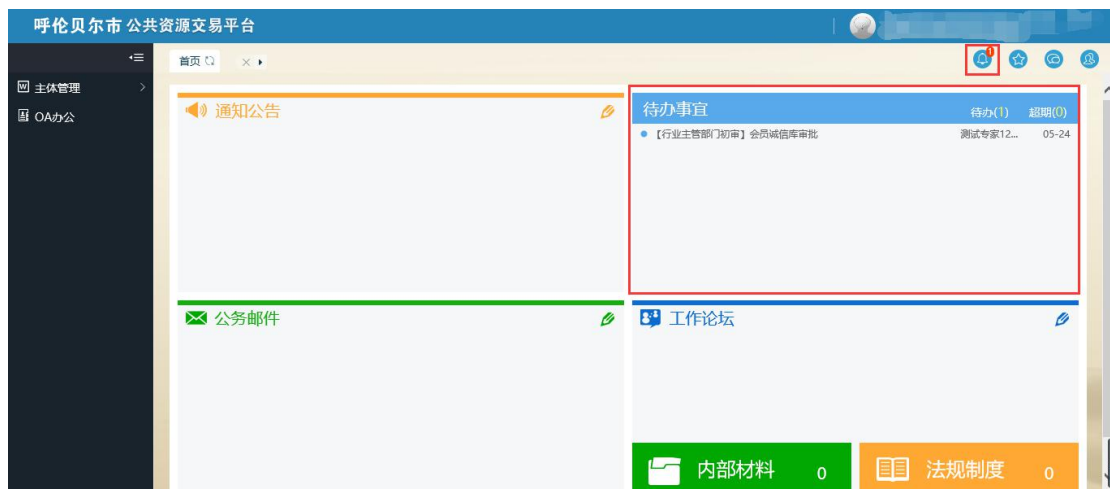 呼伦贝尔市 公共资源交易平台
首页
1
主体管理
OA办公
通知公告
待办事宜 待办(1) 超期(0)
【行业主管部门初审】会员诚信库审批 测试专家12... 05-24
公务邮件
工作论坛
内部材料 0
法规制度 0